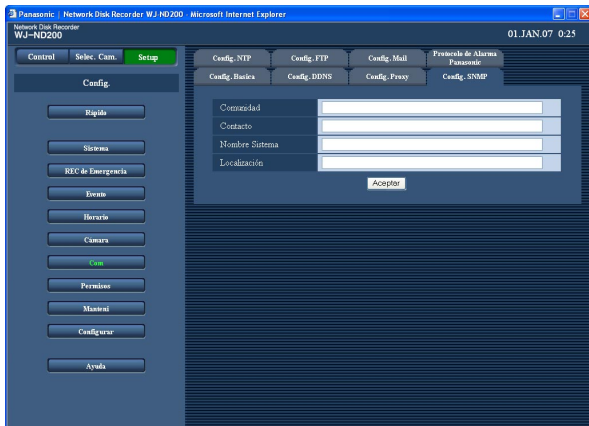 Panasonic | Network Disk Recorder WJ-ND200 - Microsoft Internet Explorer
Network Disk Recorder
WJ-ND200
01.JAN.07 0:25
Control Selec. Cam. Setup
Config.
Rápido
Sistema
REC de Emergencia
Evento
Horario
Cámara
Com
Permisos
Manteni
Configurar
Ayuda
Config. NTP Config. FTP Config. Mail Protocolo de Alarma
Panasonic
Config. Basica Config. DDNS Config. Proxy Config. SNMP
Comunidad
Contacto
Nombre Sistema
Localización
Aceptar